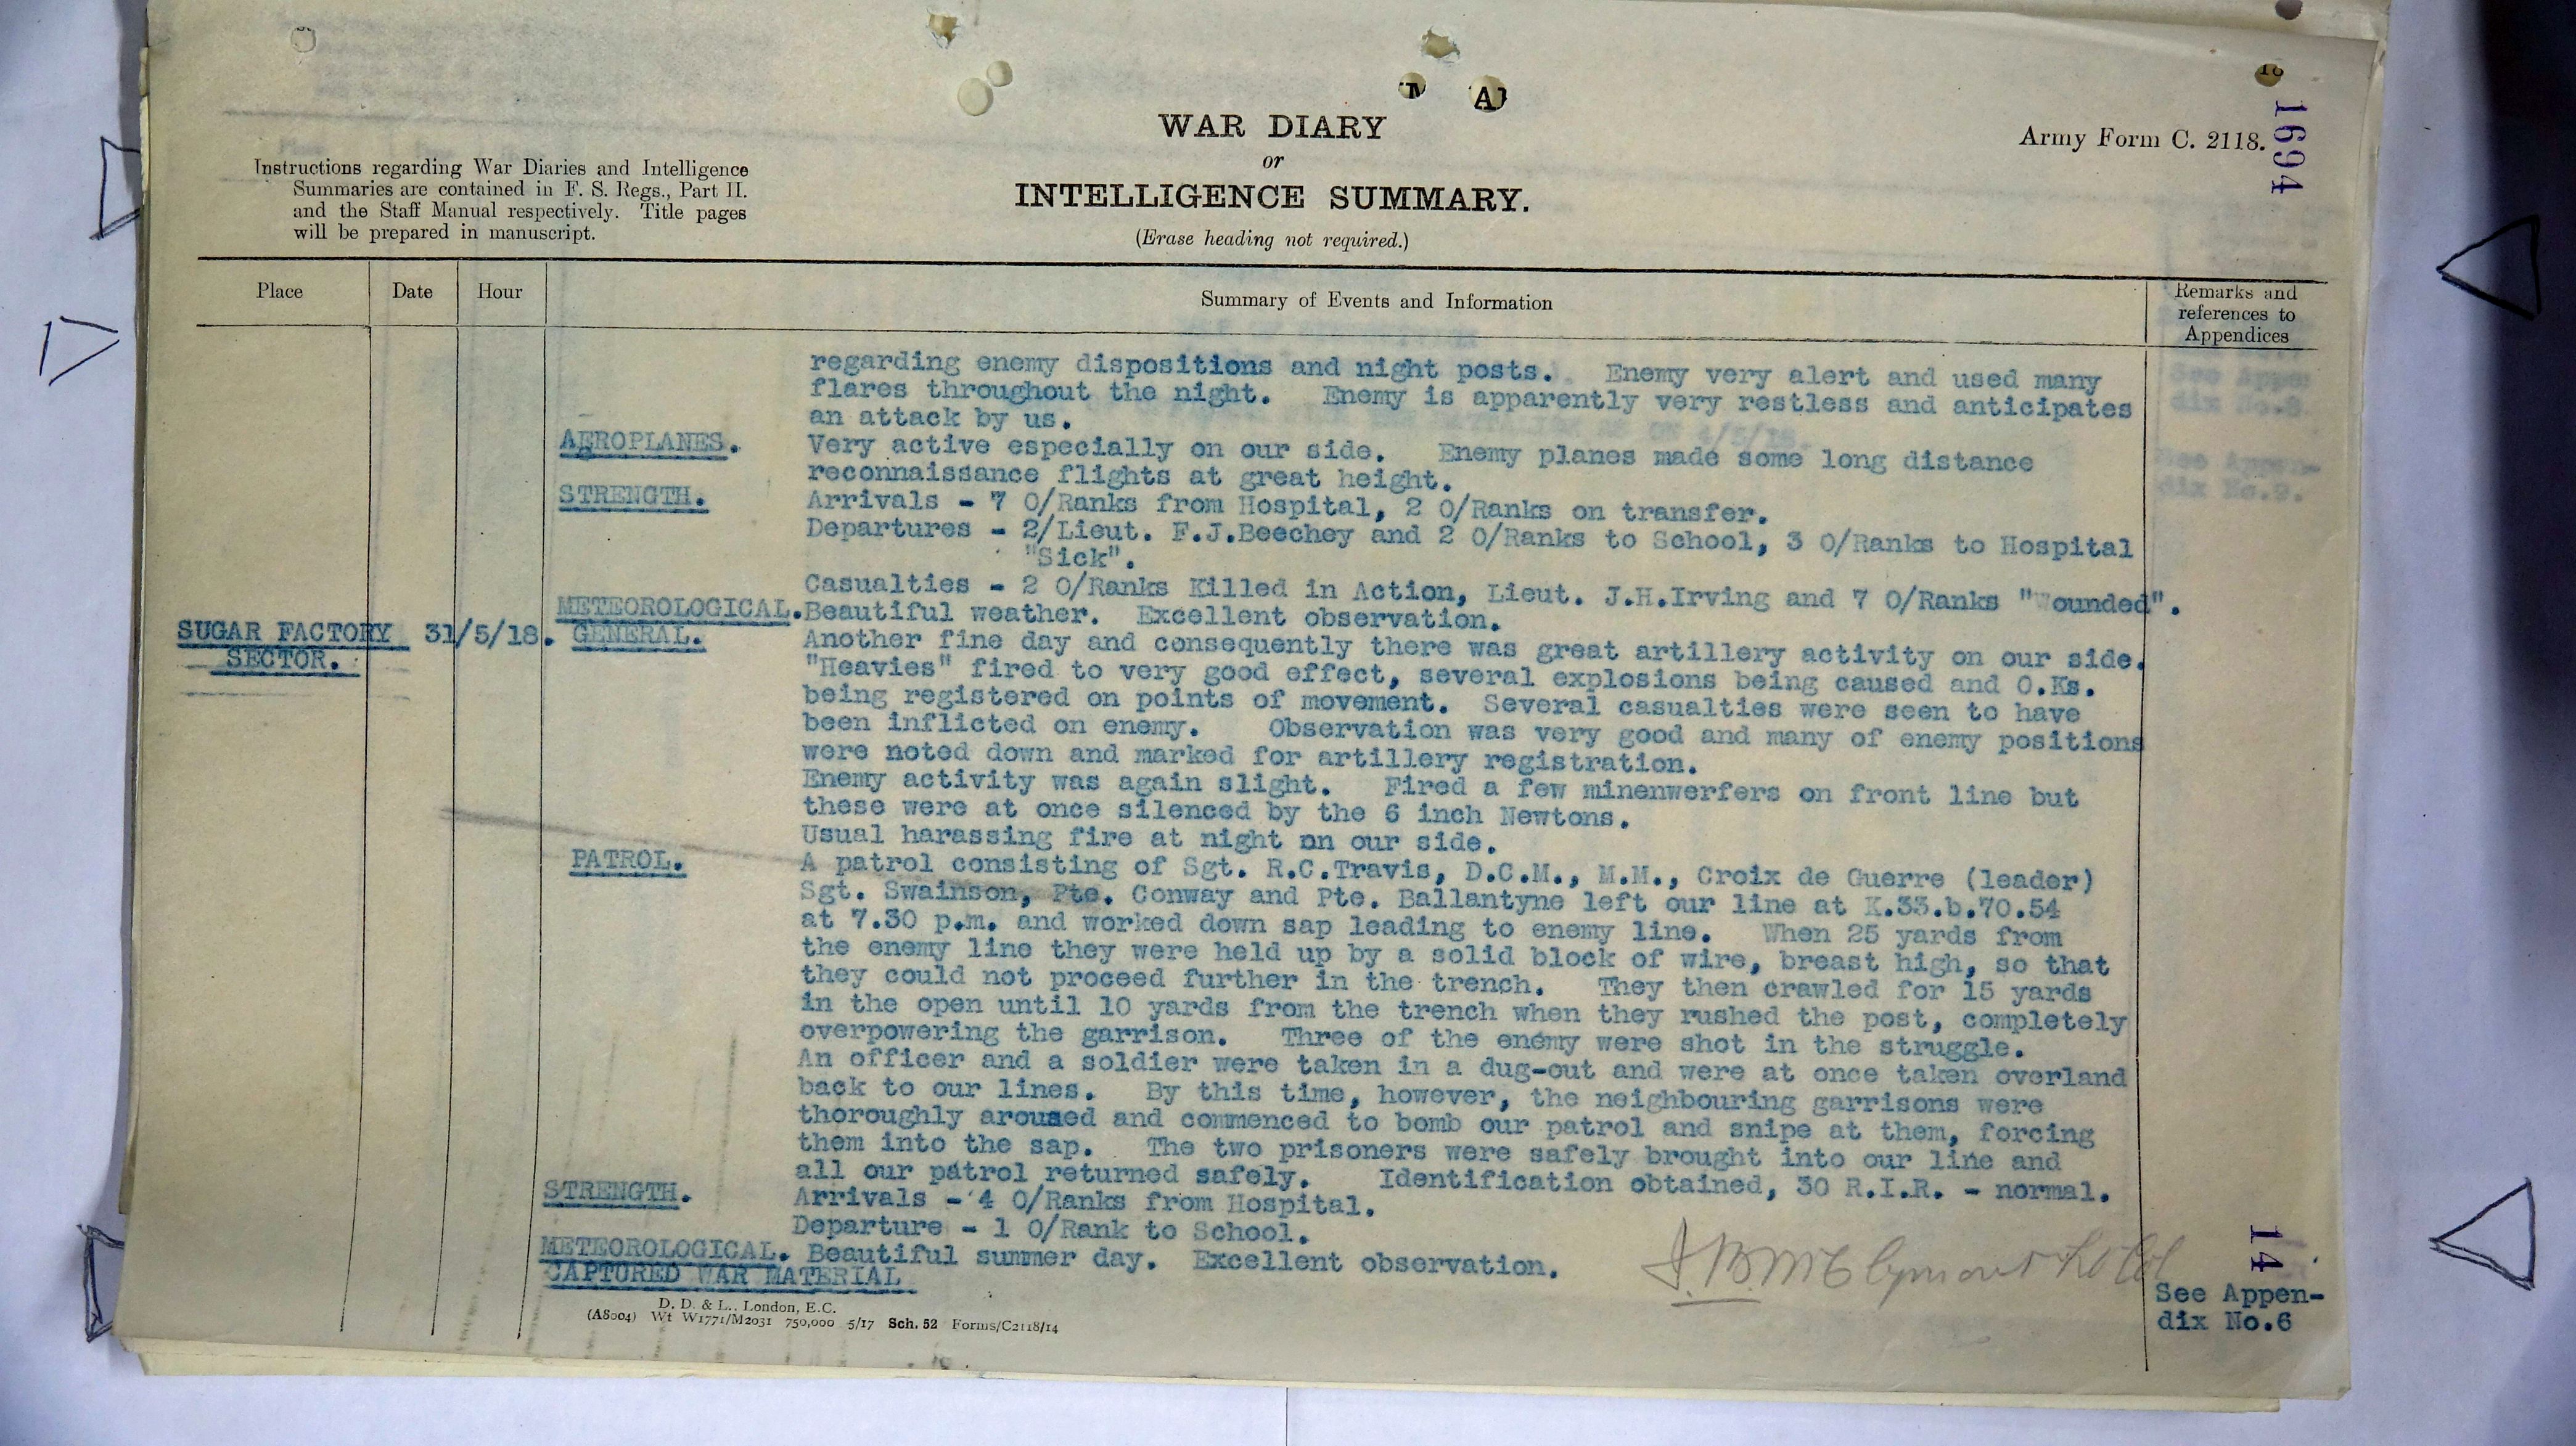 WAR DIARY
or
INTELLIGENCE SUMMARY.
(Erase heading not required.)
Army Form C. 2118.
1694
Instructions regarding War Diaries and Intelligence
Summaries are contained in F. S. Regs., Part II.
and the Staff Manual respectively. Title pages
will be prepared in manuscript.
Place Date Hour Summary of Events and Information Remarks and
references to
Appendices
regarding enemy dispositions and night posts. Enemy very alert and used many
flares throughout the night. Enemy is apparently very restless and anticipates
an attack by us.
AEROPLANES. Very active especially on our side. Enemy planes made some long distance
reconnaissance flights at great height.
STRENGTH. Arrivals - 7 O/Ranks from Hospital, 2 O/Ranks on transfer.
Departures - 2/Lieut. F.J.Beechey and 2 O/Ranks to School, 3 O/Ranks to Hospital
"Sick".
Casualties - 2 O/Ranks Killed in Action, Lieut. J.H.Irving and 7 O/Ranks "Wounded".
METEOROLOGICAL. Beautiful weather. Excellent observation.
SUGAR FACTORY 31/5/18. GENERAL. Another fine day and consequently there was great artillery activity on our side.
SECTOR. "Heavies" fired to very good effect, several explosions being caused and O.Ks.
being registered on points of movement. Several casualties were seen to have
been inflicted on enemy. Observation was very good and many of enemy positions
were noted down and marked for artillery registration.
Enemy activity was again slight. Fired a few minenwerfers on front line but
these were at once silenced by the 6 inch Newtons.
Usual harassing fire at night on our side.
PATROL. A patrol consisting of Sgt. R.C.Travis, D.C.M., M.M., Croix de Guerre (leader)
Sgt. Swainson, Pte. Conway and Pte. Ballantyne left our line at K.33.b.70.54
at 7.30 p.m. and worked down sap leading to enemy line. When 25 yards from
the enemy line they were held up by a solid block of wire, breast high, so that
they could not proceed further in the trench. They then crawled for 15 yards
in the open until 10 yards from the trench when they rushed the post, completely
overpowering the garrison. Three of the enemy were shot in the struggle.
An officer and a soldier were taken in a dug-out and were at once taken overland
back to our lines. By this time, however, the neighbouring garrisons were
thoroughly aroused and commenced to bomb our patrol and snipe at them, forcing
them into the sap. The two prisoners were safely brought into our line and
all our patrol returned safely. Identification obtained, 30 R.I.R. - normal.
STRENGTH. Arrivals - 4 O/Ranks from Hospital.
Departure - 1 O/Rank to School.
METEOROLOGICAL. Beautiful summer day. Excellent observation.
CAPTURED WAR MATERIAL
14
See Appen-
dix No.6
D. D. & L., London, E.C.
(A8004) Wt W1771/M2031 750,000 5/17 Sch. 52 Forms/C2118/14